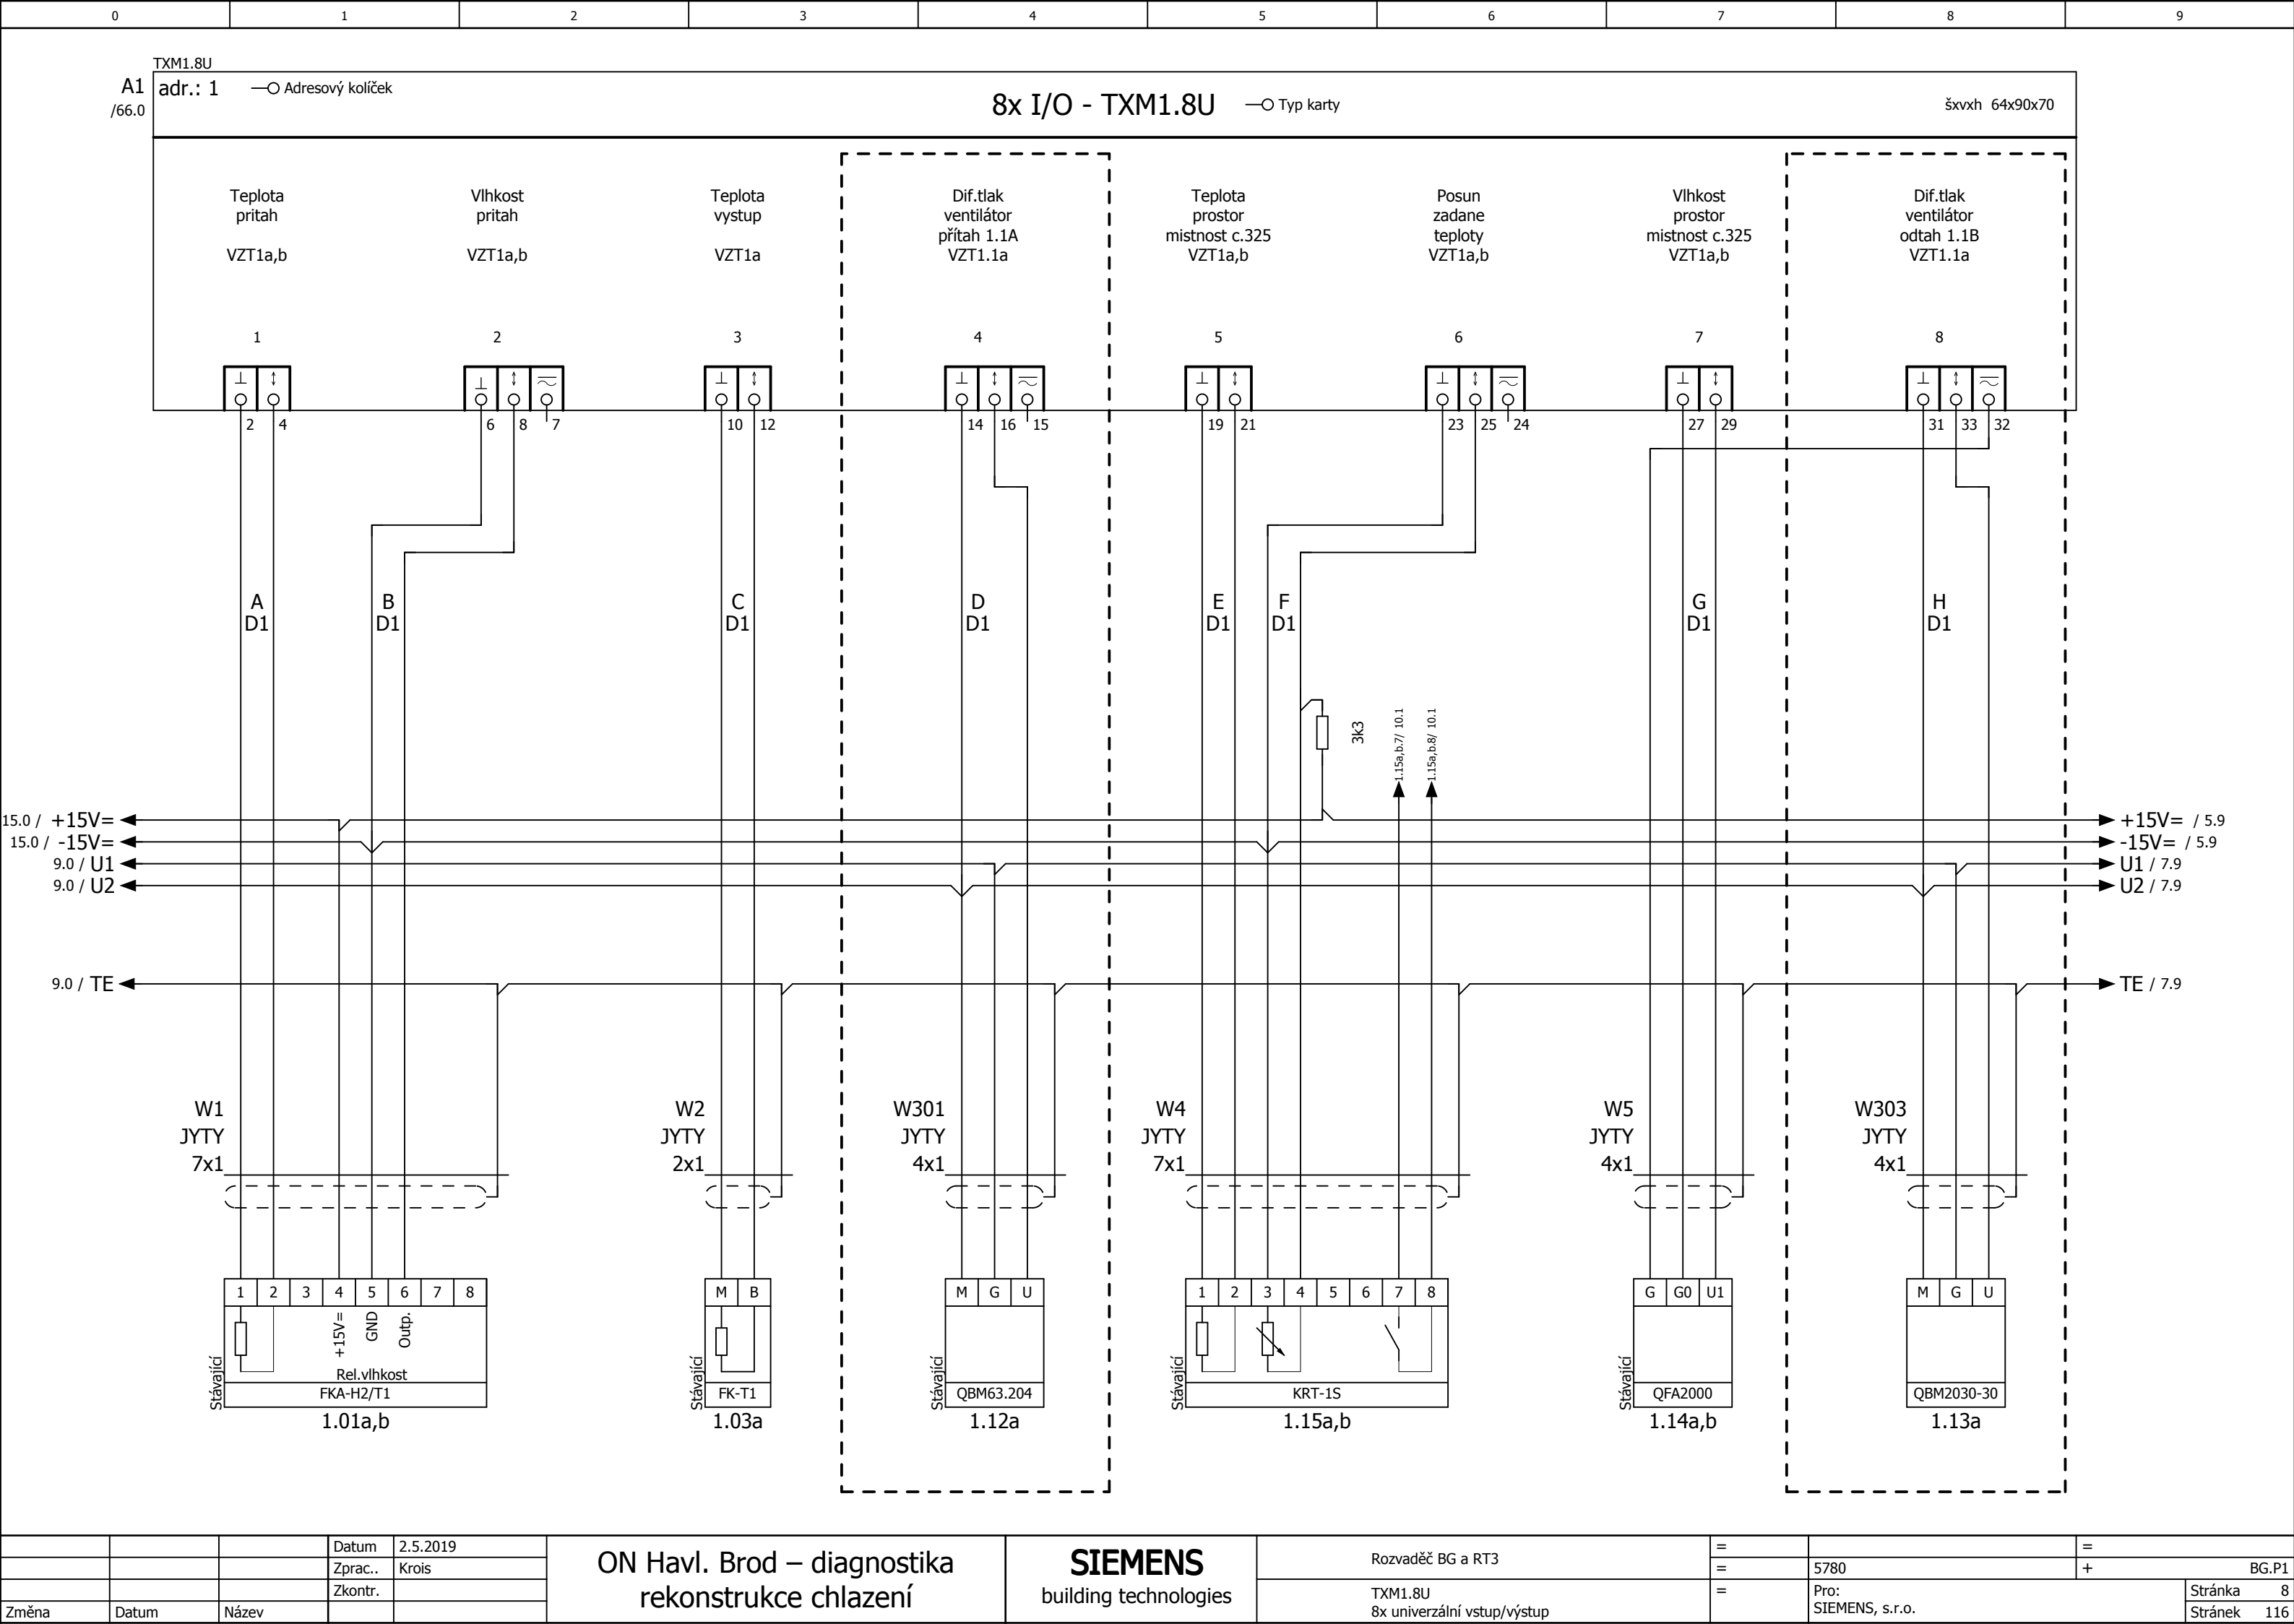 0 1 2 3 4 5 6 7 8 9
TXM1.8U
A1
/66.0
adr.: 1
Adresový kolíček
8x I/O - TXM1.8U
Typ karty
šxvxh 64x90x70
Teplota
pritah
VZT1a,b
Vlhkost
pritah
VZT1a,b
Teplota
vystup
VZT1a
Dif.tlak
ventilátor
přítah 1.1A
VZT1.1a
Teplota
prostor
mistnost c.325
VZT1a,b
Posun
zadane
teploty
VZT1a,b
Vlhkost
prostor
mistnost c.325
VZT1a,b
Dif.tlak
ventilátor
odtah 1.1B
VZT1.1a
1 2 3 4 5 6 7 8
2 4 6 8 7 10 12 14 16 15 19 21 23 25 24 27 29 31 33 32
A
D1
B
D1
C
D1
D
D1
E
D1
F
D1
G
D1
H
D1
3k3
1.15a,b.7/ 10.1
1.15a,b.8/ 10.1
15.0 / +15V=
15.0 / -15V=
9.0 / U1
9.0 / U2
+15V= / 5.9
-15V= / 5.9
U1 / 7.9
U2 / 7.9
9.0 / TE
TE / 7.9
W1
JYTY
7x1
W2
JYTY
2x1
W301
JYTY
4x1
W4
JYTY
7x1
W5
JYTY
4x1
W303
JYTY
4x1
1 2 3 4 5 6 7 8
+15V=
GND
Outp.
Rel.vlhkost
Stávající
FKA-H2/T1
1.01a,b
M B
Stávající
FK-T1
1.03a
M G U
Stávající
QBM63.204
1.12a
1 2 3 4 5 6 7 8
Stávající
KRT-1S
1.15a,b
G G0 U1
Stávající
QFA2000
1.14a,b
M G U
QBM2030-30
1.13a
Datum 2.5.2019
Zprac.. Krois
Zkontr.
Změna Datum Název
ON Havl. Brod – diagnostika
rekonstrukce chlazení
SIEMENS
building technologies
Rozvaděč BG a RT3
TXM1.8U
8x univerzální vstup/výstup
=
=
=
5780
Pro:
SIEMENS, s.r.o.
=
+ BG.P1
Stránka 8
Stránek 116